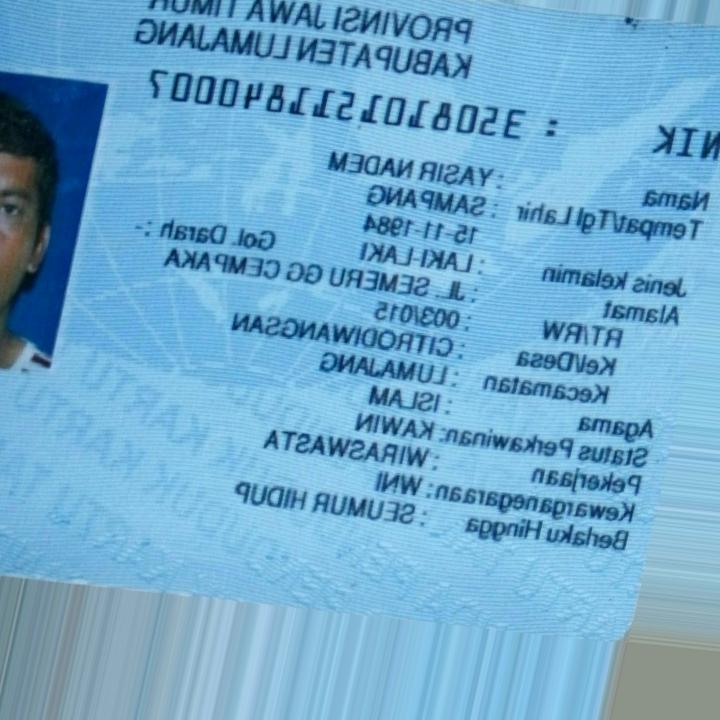 PROVINSI JAWA TIMUR
KABUPATEN LUMAJANG
NIK : 3508101511840007
Nama : YASIR NADEM
Tempat/Tgl Lahir : SAMPANG
15-11-1984
Jenis kelamin : LAKI-LAKI Gol. Darah : -
Alamat : JL. SEMERU GG CEMPAKA
RT/RW : 003/015
Kel/Desa : CITRODIWANGSAN
Kecamatan : LUMAJANG
Agama : ISLAM
Status Perkawinan: KAWIN
Pekerjaan : WIRASWASTA
Kewarganegaraan: WNI
Berlaku Hingga : SEUMUR HIDUP